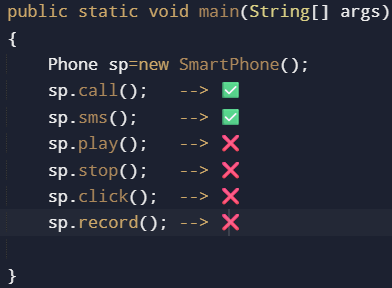 public static void main(String[] args)
{
Phone sp=new SmartPhone();
sp.call(); --> ✅
sp.sms(); --> ✅
sp.play(); --> ❌
sp.stop(); --> ❌
sp.click(); --> ❌
sp.record(); --> ❌
}